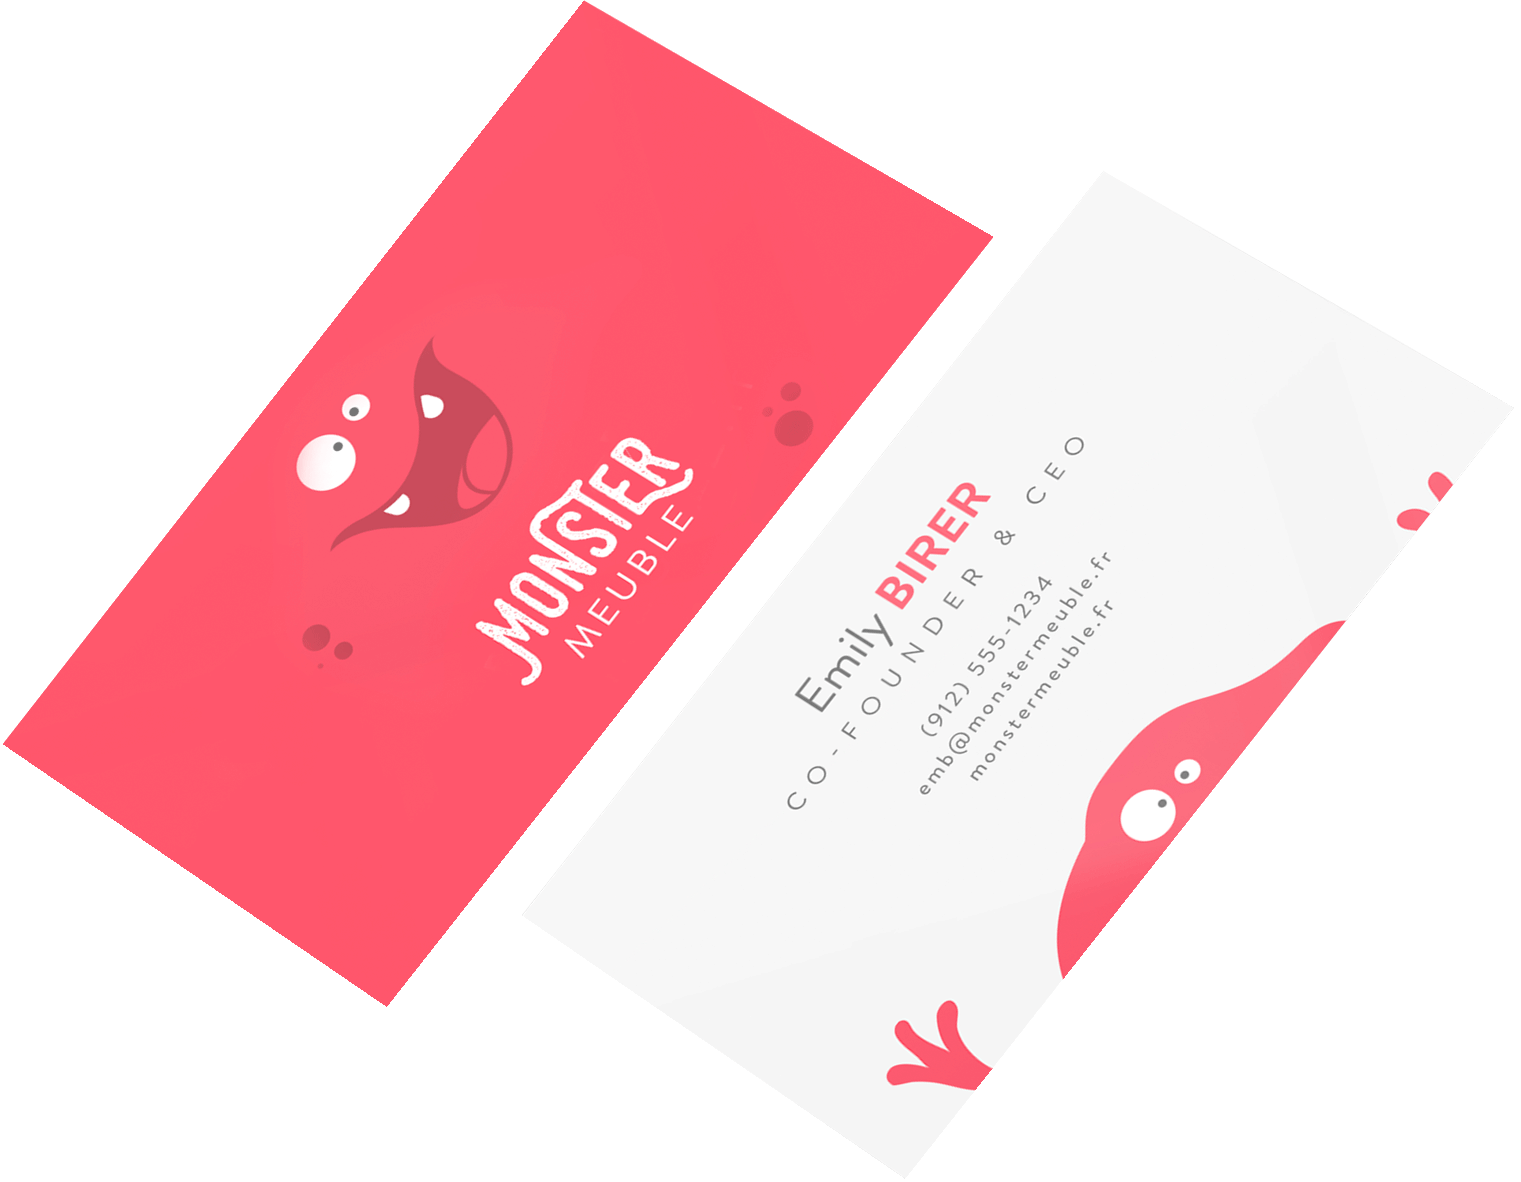 MONSTER
MEUBLE
Emily BIRER
CO-FOUNDER & CEO
(912) 555-1234
emb@monstermeuble.fr
monstermeuble.fr